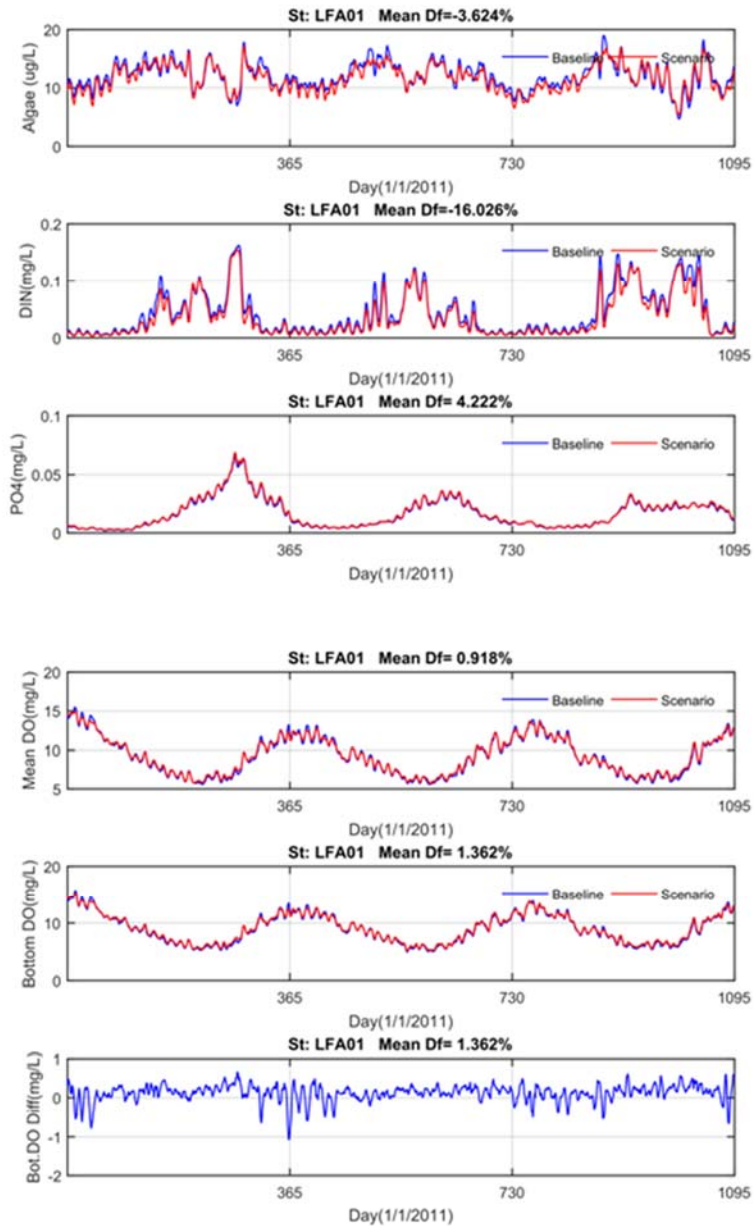 St: LFA01 Mean Df=-3.624%
20
10
0
Algae (ug/L)
Baseline Scenario
365 730 1095
Day(1/1/2011)
St: LFA01 Mean Df=-16.026%
0.2
0.1
0
DIN(mg/L)
Baseline Scenario
365 730 1095
Day(1/1/2011)
St: LFA01 Mean Df= 4.222%
0.1
0.05
0
PO4(mg/L)
Baseline Scenario
365 730 1095
Day(1/1/2011)
St: LFA01 Mean Df= 0.918%
20
15
10
5
Mean DO(mg/L)
Baseline Scenario
365 730 1095
Day(1/1/2011)
St: LFA01 Mean Df= 1.362%
20
10
0
Bottom DO(mg/L)
Baseline Scenario
365 730 1095
Day(1/1/2011)
St: LFA01 Mean Df= 1.362%
1
0
-1
-2
Bot.DO Diff(mg/L)
365 730 1095
Day(1/1/2011)